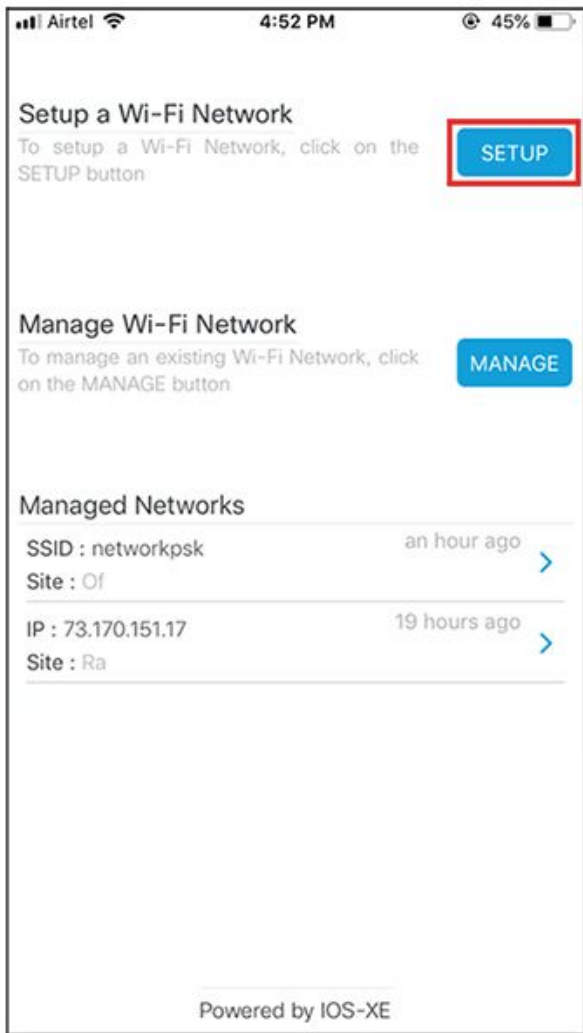 Airtel 4:52 PM 45%
Setup a Wi-Fi Network
To setup a Wi-Fi Network, click on the
SETUP button
SETUP
Manage Wi-Fi Network
To manage an existing Wi-Fi Network, click
on the MANAGE button
MANAGE
Managed Networks
SSID : networkpsk an hour ago
Site : Of
IP : 73.170.151.17 19 hours ago
Site : Ra
Powered by IOS-XE